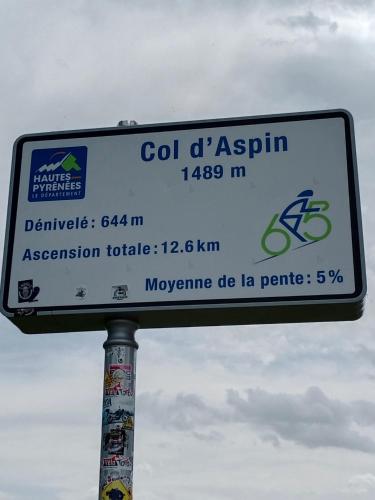 Col d'Aspin
1489 m
HAUTES
PYRÉNÉES
LE DÉPARTEMENT
Dénivelé : 644 m
Ascension totale : 12.6 km
65
Moyenne de la pente : 5 %